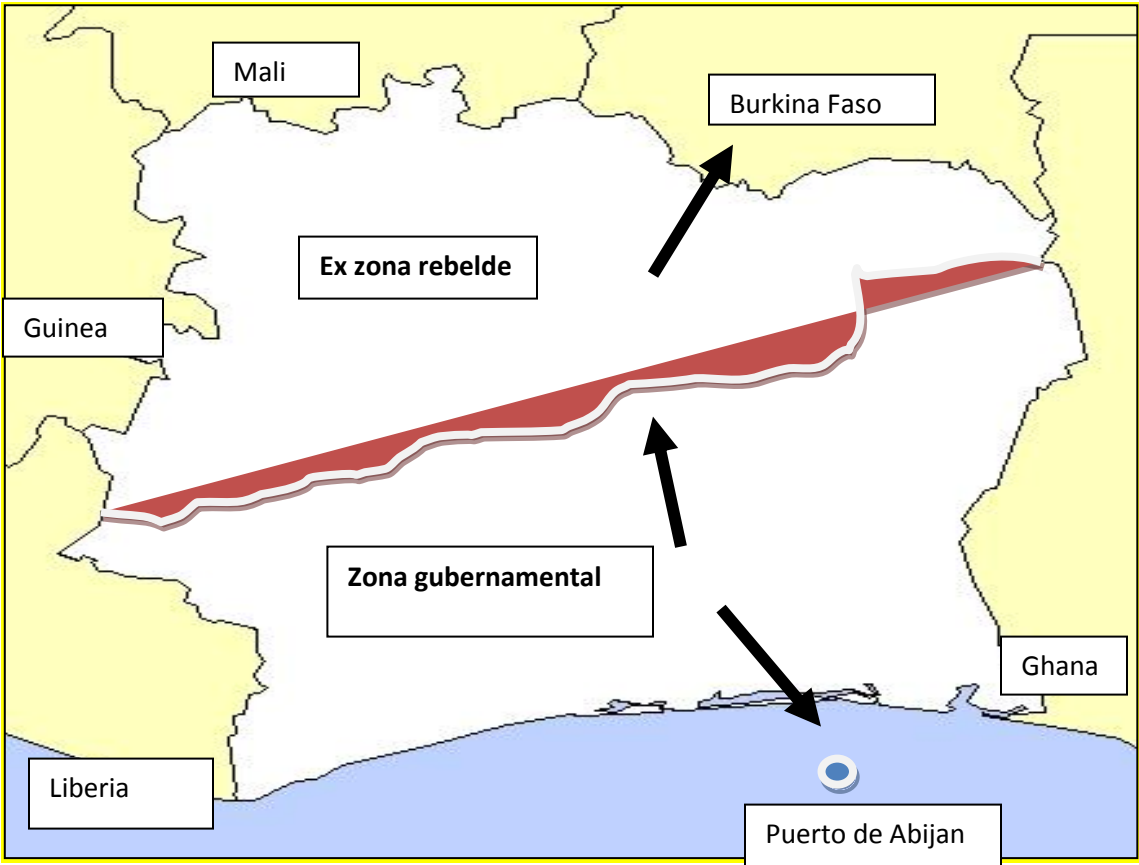 Mali
Burkina Faso
Ex zona rebelde
Guinea
Zona gubernamental
Ghana
Liberia
Puerto de Abijan